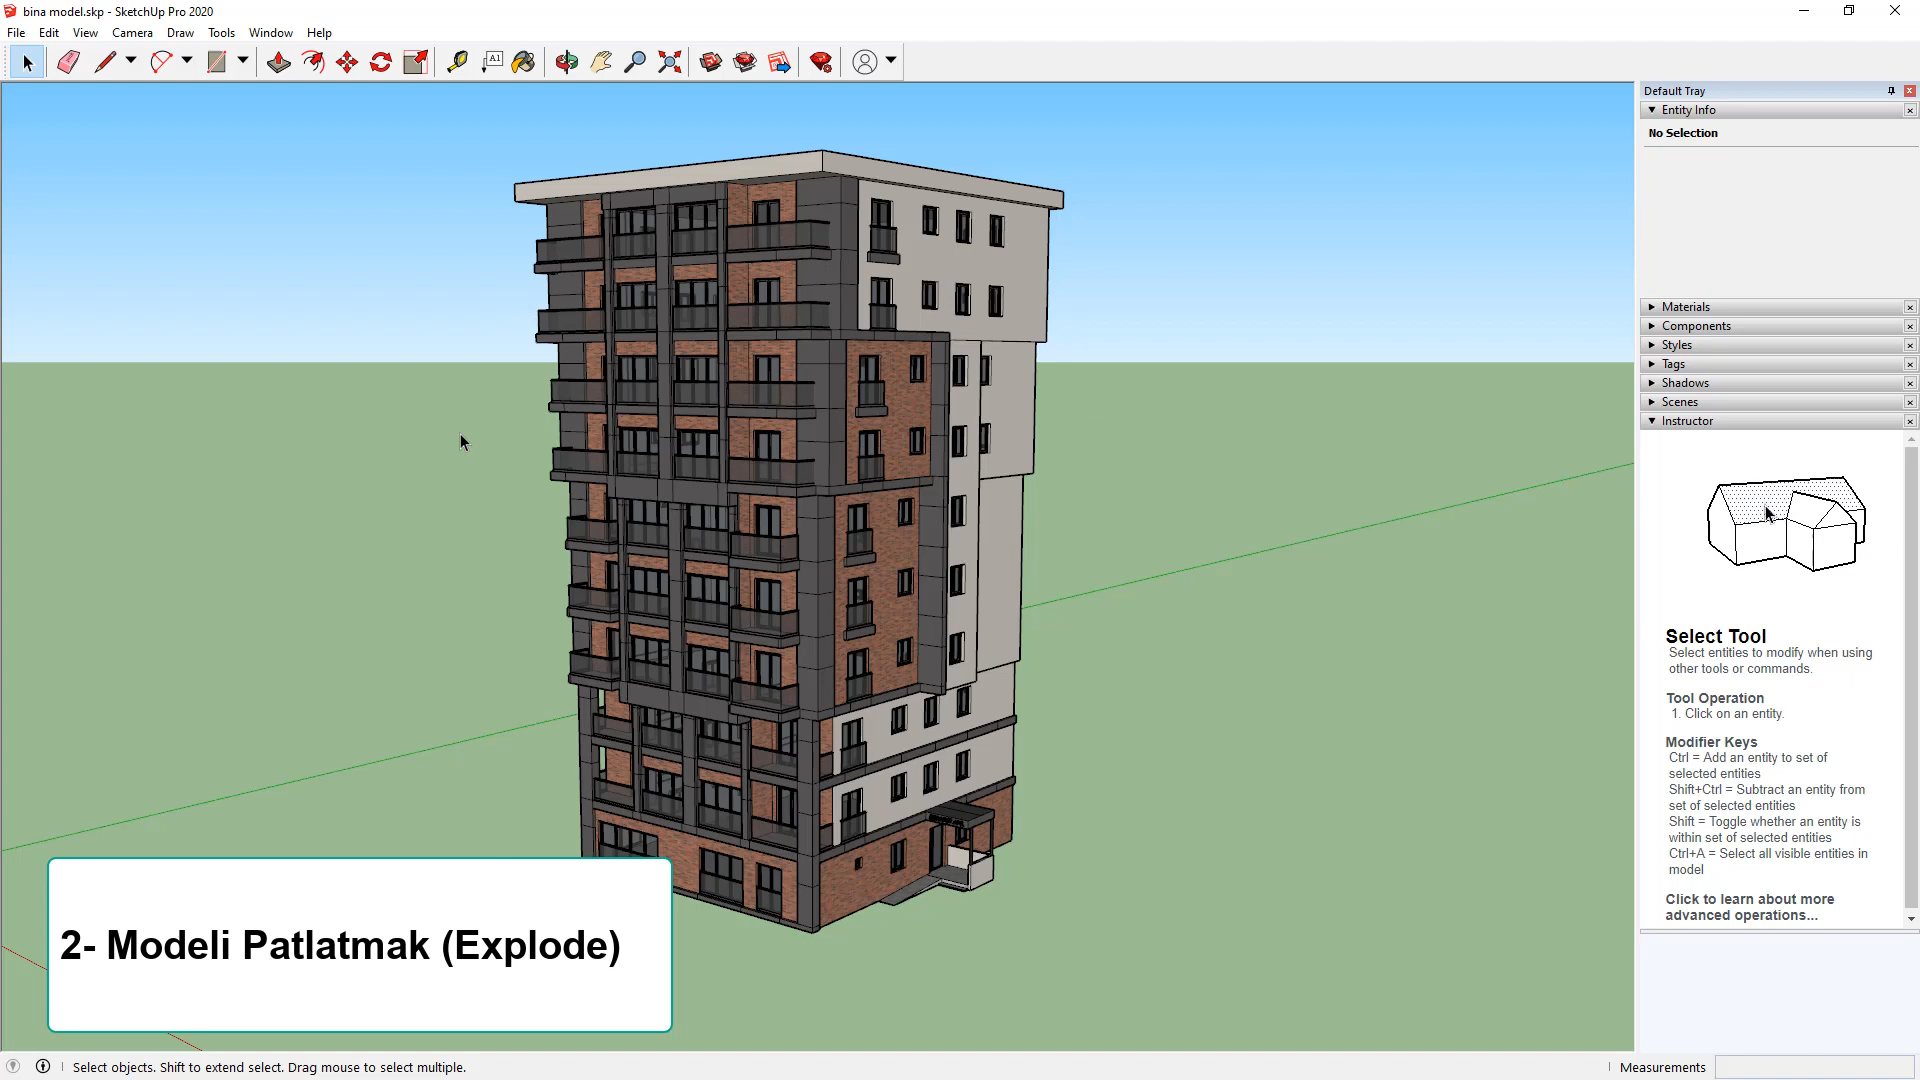 bina model.skp - SketchUp Pro 2020
File Edit View Camera Draw Tools Window Help
A1
Default Tray
Entity Info
No Selection
Materials
Components
Styles
Tags
Shadows
Scenes
Instructor
Select Tool
Select entities to modify when using
other tools or commands.
Tool Operation
1. Click on an entity.
Modifier Keys
Ctrl = Add an entity to set of
selected entities
Shift+Ctrl = Subtract an entity from
set of selected entities
Shift = Toggle whether an entity is
within set of selected entities
Ctrl+A = Select all visible entities in
model
Click to learn about more
advanced operations...
2- Modeli Patlatmak (Explode)
Select objects. Shift to extend select. Drag mouse to select multiple.
Measurements